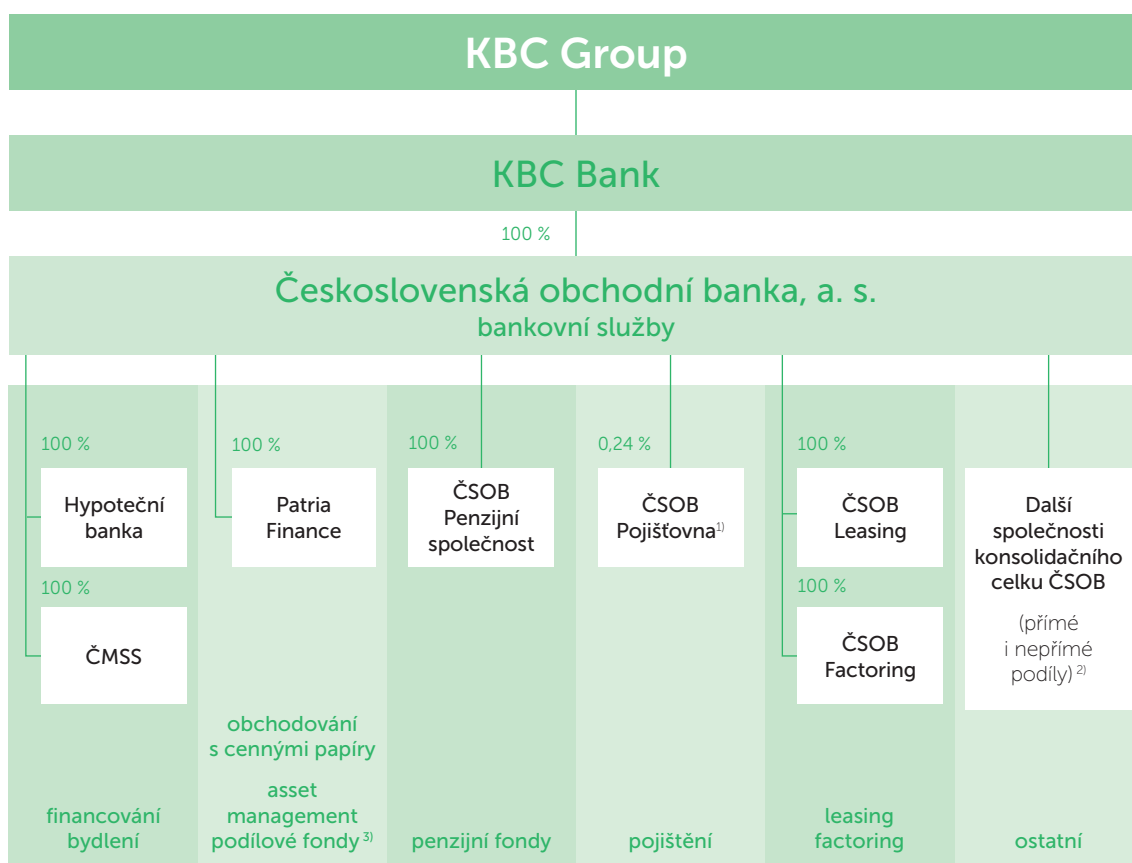 KBC Group
KBC Bank
100 %
Československá obchodní banka, a. s.
bankovní služby
100 %
Hypoteční
banka
100 %
ČMSS
financování
bydlení
100 %
Patria
Finance
obchodování
s cennými papíry
asset
management
podílové fondy 3)
100 %
ČSOB
Penzijní
společnost
penzijní fondy
0,24 %
ČSOB
Pojišťovna1)
pojištění
100 %
ČSOB
Leasing
100 %
ČSOB
Factoring
leasing
factoring
Další
společnosti
konsolidačního
celku ČSOB
(přímé
i nepřímé
podíly) 2)
ostatní